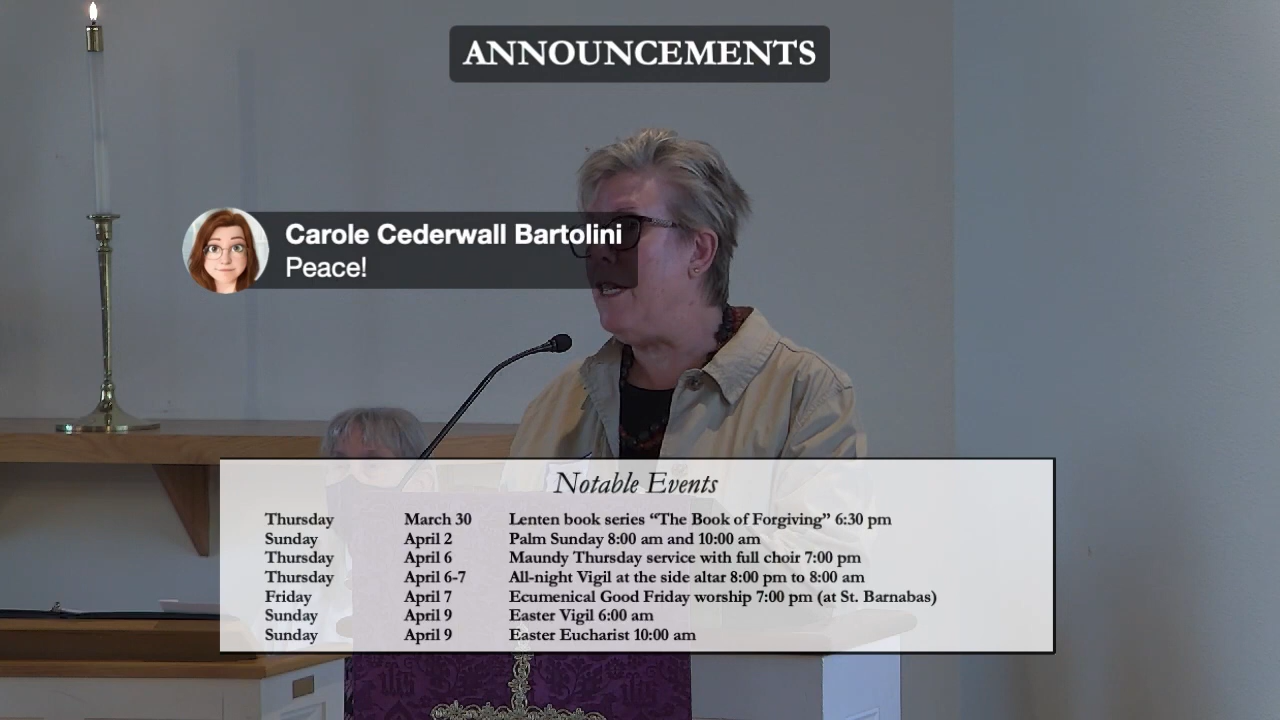 ANNOUNCEMENTS
Carole Cederwall Bartolini
Peace!
Notable Events
Thursday March 30 Lenten book series “The Book of Forgiving” 6:30 pm
Sunday April 2 Palm Sunday 8:00 am and 10:00 am
Thursday April 6 Maundy Thursday service with full choir 7:00 pm
Thursday April 6-7 All-night Vigil at the side altar 8:00 pm to 8:00 am
Friday April 7 Ecumenical Good Friday worship 7:00 pm (at St. Barnabas)
Sunday April 9 Easter Vigil 6:00 am
Sunday April 9 Easter Eucharist 10:00 am